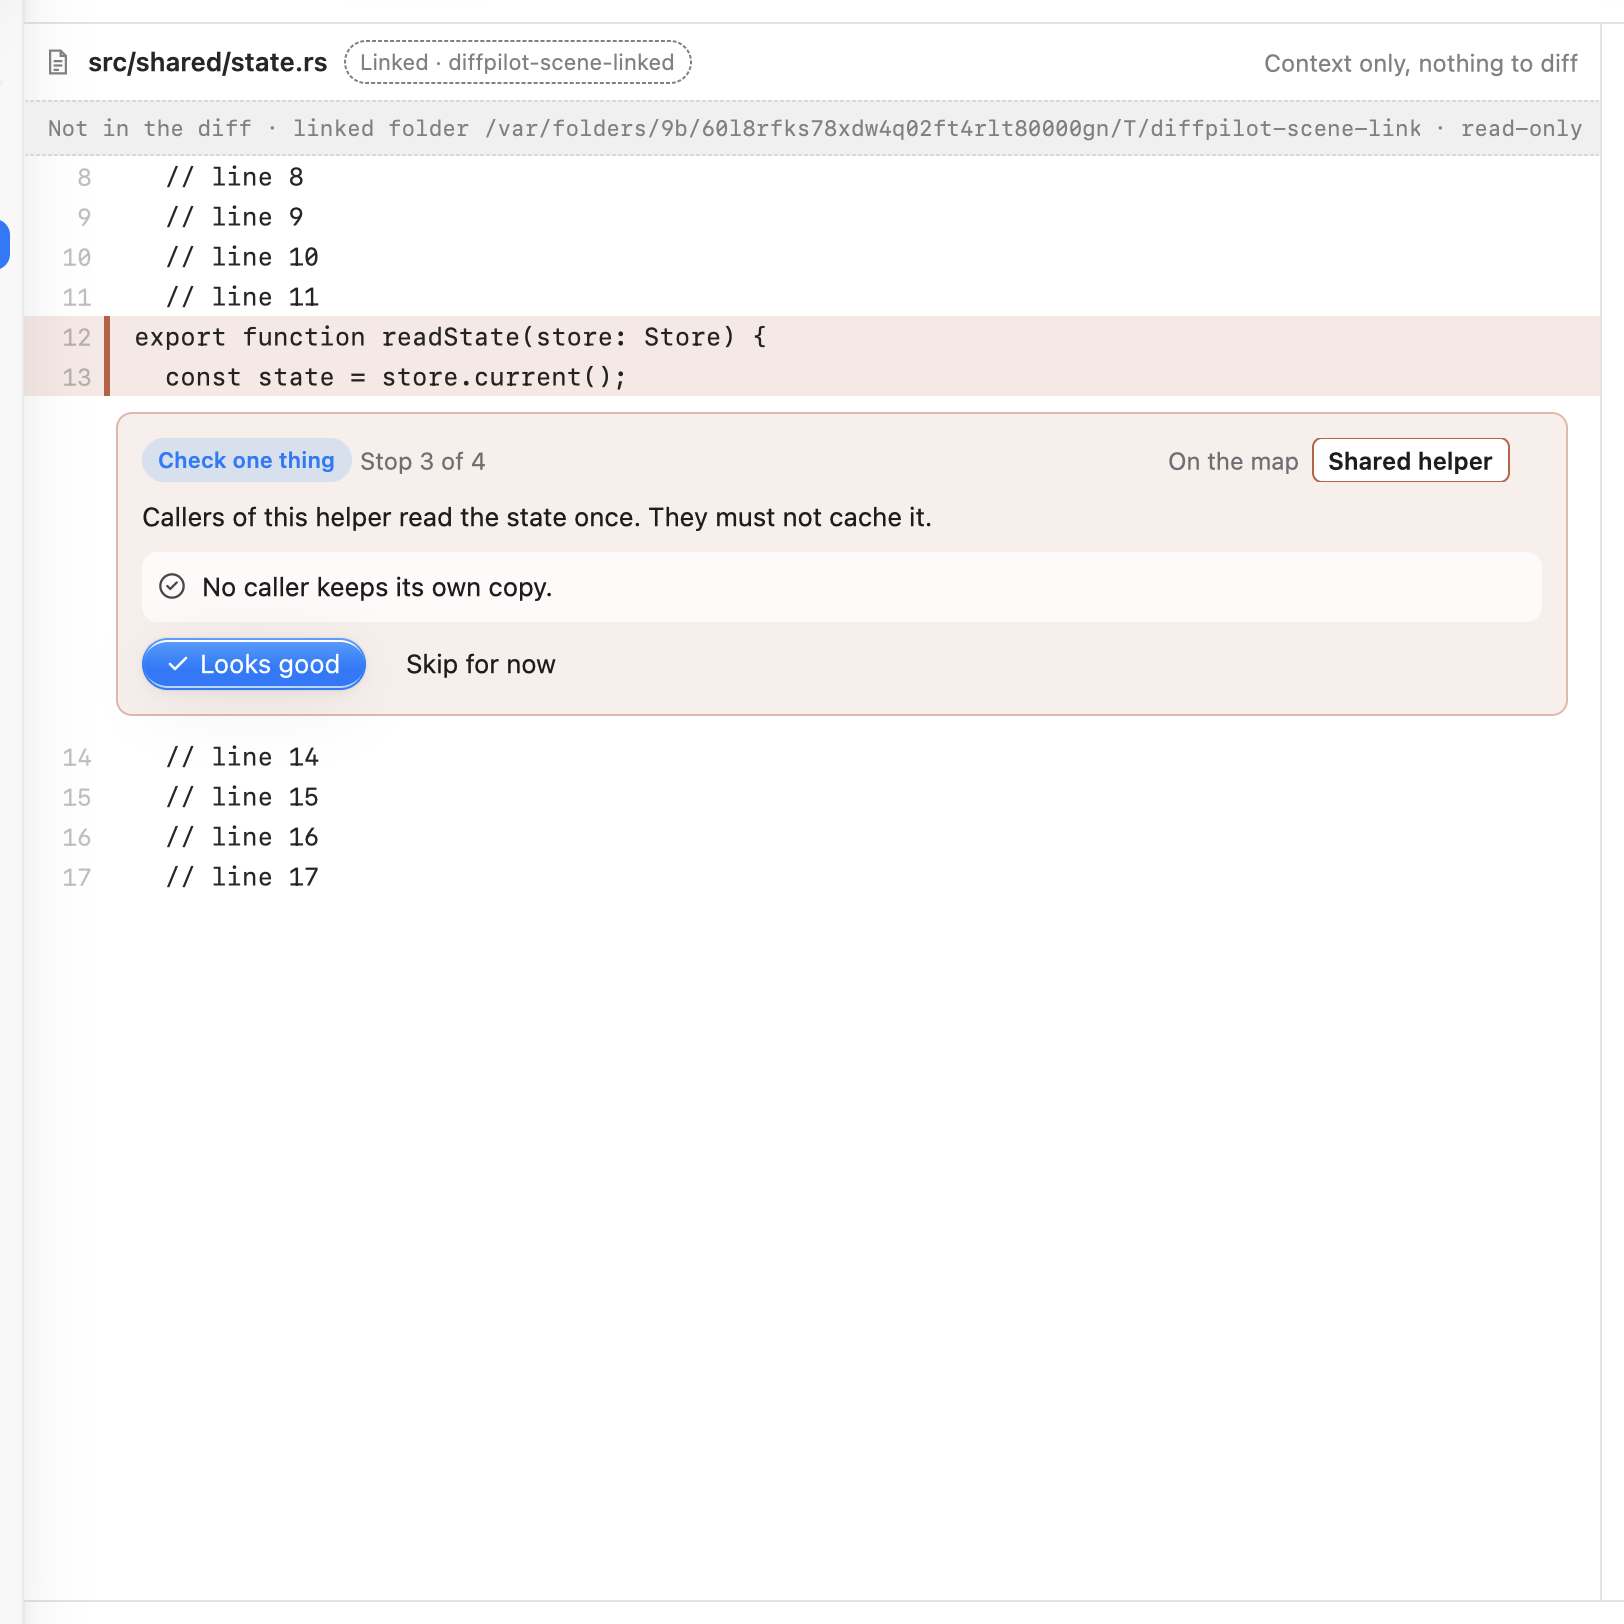 src/shared/state.rs Linked · diffpilot-scene-linked Context only, nothing to diff
Not in the diff · linked folder /var/folders/9b/60l8rfks78xdw4q02ft4rlt80000gn/T/diffpilot-scene-link · read-only
8 // line 8
9 // line 9
10 // line 10
11 // line 11
12 export function readState(store: Store) {
13 const state = store.current();
Check one thing Stop 3 of 4 On the map Shared helper
Callers of this helper read the state once. They must not cache it.
No caller keeps its own copy.
Looks good Skip for now
14 // line 14
15 // line 15
16 // line 16
17 // line 17